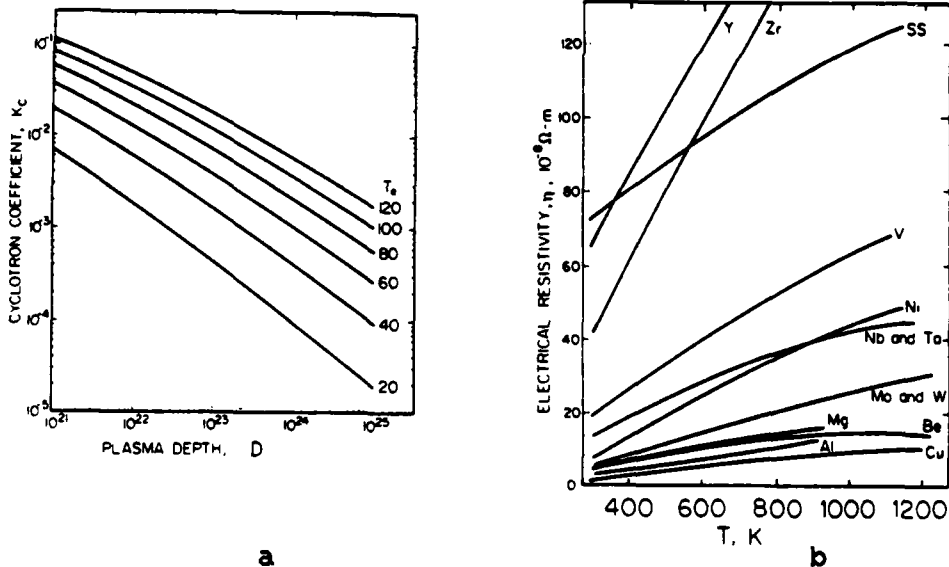 CYCLOTRON COEFFICIENT, Kc
10⁻¹
10⁻²
10⁻³
10⁻⁴
10⁻⁵
10²¹
10²²
10²³
10²⁴
10²⁵
PLASMA DEPTH, D
Te
120
100
80
60
40
20
a
ELECTRICAL RESISTIVITY, η, 10⁻⁸Ω-m
120
100
80
60
40
20
0
Y
Zr
SS
V
Ni
Nb and Ta
Mo and W
Mg
Be
Al
Cu
400
600
800
1000
1200
T, K
b